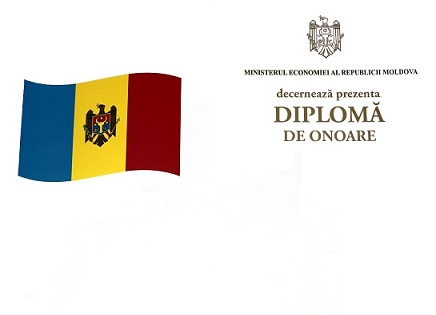 MINISTERUL ECONOMIEI AL REPUBLICII MOLDOVA
decernează prezenta
DIPLOMĂ
DE ONOARE